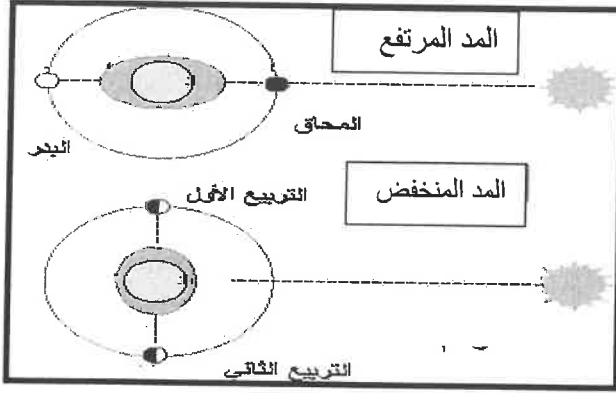 المد المرتفع
المحاق
البدر
المد المنخفض
التربيع الأول
التربيع الثاني